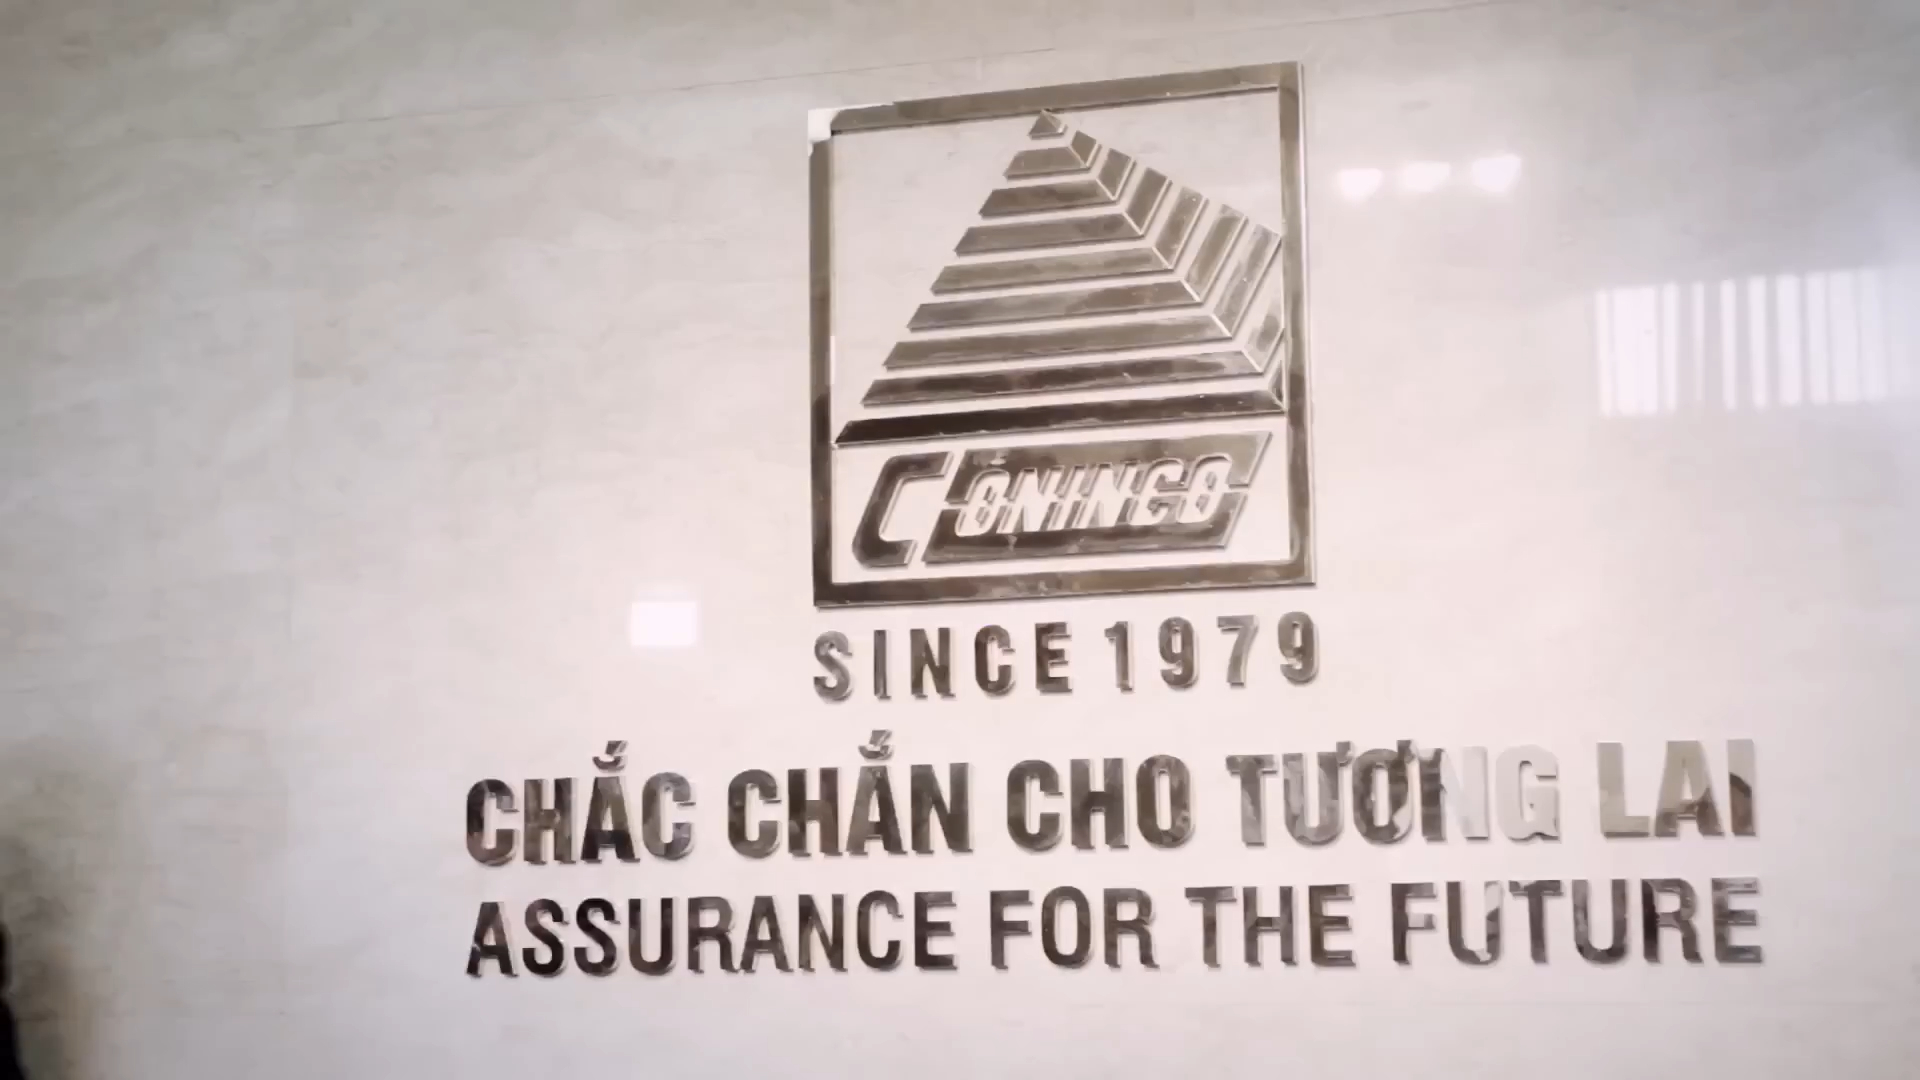 CONINCO
SINCE 1979
CHẮC CHẮN CHO TƯƠNG LAI
ASSURANCE FOR THE FUTURE